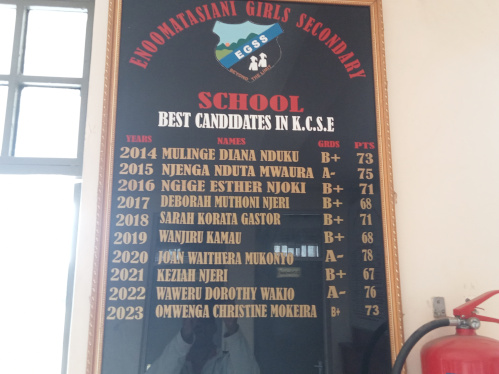 ENOOMATASIANI GIRLS SECONDARY
EGSS
SCHOOL
BEST CANDIDATES IN K.C.S.E
YEARS NAMES GRDS PTS
2014 MULINGE DIANA NDUKU B+ 73
2015 NJENGA NDUTA MWAURA A- 75
2016 NGIGE ESTHER NJOKI B+ 71
2017 DEBORAH MUTHONI NJERI B+ 68
2018 SARAH KORATA GASTOR B+ 71
2019 WANJIRU KAMAU B+ 68
2020 JOAN WAITHERA MUKONYO A- 78
2021 KEZIAH NJERI B+ 67
2022 WAWERU DOROTHY WAKIO A- 76
2023 OMWENGA CHRISTINE MOKEIRA B+ 73